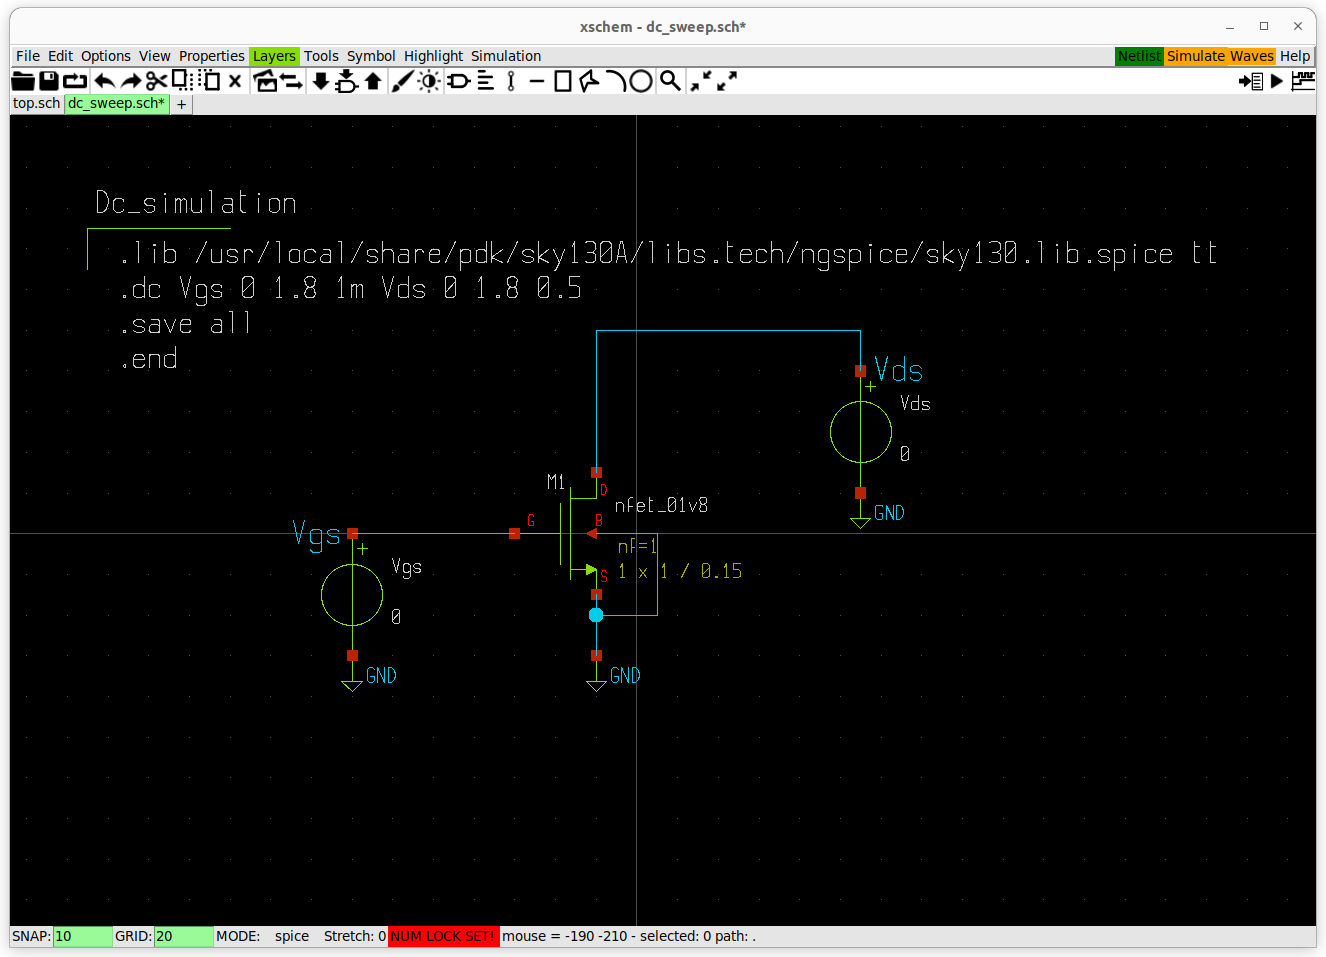 xschem - dc_sweep.sch*
File Edit Options View Properties Layers Tools Symbol Highlight Simulation Netlist Simulate Waves Help
top.sch dc_sweep.sch* +
Dc_simulation
.lib /usr/local/share/pdk/sky130A/libs.tech/ngspice/sky130.lib.spice tt
.dc Vgs 0 1.8 1m Vds 0 1.8 0.5
.save all
.end
Vds
+
Vds
0
GND
M1
D
nfet_01v8
G
B
nf=1
S
1 x 1 / 0.15
GND
Vgs
+
Vgs
0
GND
SNAP: 10 GRID: 20 MODE: spice Stretch: 0 NUM LOCK SET! mouse = -190 -210 - selected: 0 path: .